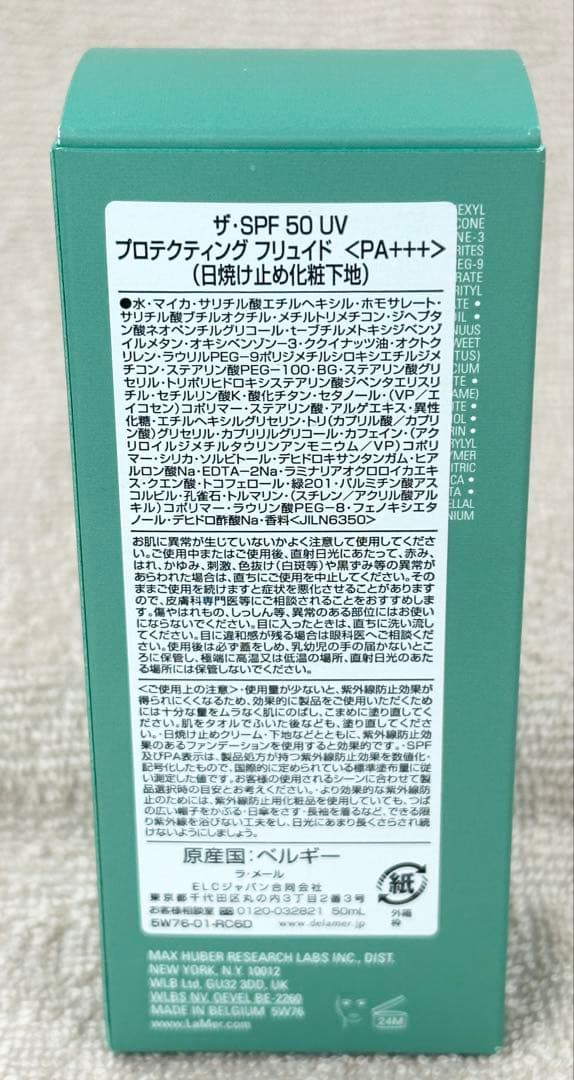 ザ・SPF 50 UV
プロテクティング フリュイド <PA+++>
(日焼け止め化粧下地)
●水・マイカ・サリチル酸エチルヘキシル・ホモサレート・
サリチル酸ブチルオクチル・メチルトリメチコン・ジヘプタ
ン酸ネオペンチルグリコール・セーブチルメトキシジベンゾ
イルメタン・オキシベンゾン-3・ククイナッツ油・オクトク
リレン・ラウリルPEG-9ポリジメチルシロキシエチルジメ
チコン・ステアリン酸PEG-100・BG・ステアリン酸グリ
セリル・トリポリヒドロキシステアリン酸ジペンタエリスリ
チル・セチルリン酸K・酸化チタン・セタノール・(VP/エ
イコセン)コポリマー・ステアリン酸・アルゲエキス・異性
化糖・エチルヘキシルグリセリン・トリ(カプリル酸/カプリ
ン酸)グリセリル・カプリリルグリコール・カフェイン・(アク
リロイルジメチルタウリンアンモニウム/VP)コポリ
マー・シリカ・ソルビトール・デヒドロキサンタンガム・ヒア
ルロン酸Na・EDTA-2Na・ラミナリアオクロロイカエキ
ス・クエン酸・トコフェロール・緑201・パルミチン酸アス
コルビル・孔雀石・トルマリン・(スチレン/アクリル酸アル
キル)コポリマー・ラウリン酸PEG-8・フェノキシエタ
ノール・デヒドロ酢酸Na・香料<JILN6350>
お肌に異常が生じていないかよく注意して使用してくださ
い。ご使用中またはご使用後、直射日光にあたって、赤み、
はれ、かゆみ、刺激、色抜け(白斑等)や黒ずみ等の異常が
あらわれた場合は、直ちにご使用を中止してください。その
ままご使用を続けますと症状を悪化させることがあります
ので、皮膚科専門医等にご相談されることをおすすめしま
す。傷やはれもの、しっしん等、異常のある部位にはお使い
にならないでください。目に入ったときは、直ちに洗い流し
てください。目に違和感が残る場合は眼科医へご相談くだ
さい。使用後は必ず蓋をしめ、乳幼児の手の届かないとこ
ろに保管し、極端に高温又は低温の場所、直射日光のあた
る場所には保管しないでください。
<ご使用上の注意>・使用量が少ないと、紫外線防止効果が
得られにくくなるため、効果的に製品をご使用いただくため
には十分な量をムラなく肌にのばし、こまめに塗り直してく
ださい。肌をタオルでふいた後なども、塗り直してくださ
い。・日焼け止めクリーム・下地などとともに、紫外線防止効
果のあるファンデーションを使用すると効果的です。・SPF
及びPA表示は、製品処方が持つ紫外線防止効果を数値化・
記号化したもので、国際的に定められている標準塗布量に従
い測定した値です。お客様の使用されるシーンに合わせて製
品選択時の目安とお考えください。・より効果的な紫外線防
止のためには、紫外線防止用化粧品を使用していても、つば
の広い帽子をかぶる・日傘をさす・長袖を着るなど、できる限
り紫外線を浴びない工夫をし、日光にあまり長くさらされ続
けないようにしましょう。
原産国：ベルギー
ラ・メール
ELCジャパン合同会社
東京都千代田区丸の内3丁目2番3号
お客様相談室 0120-032821 50mL
5W76-01-RC6D www.delamer.jp
紙
外箱
枠
EXYL
CONE
NE-3
RITES
EG-9
RATE
RITYL
LTE •
OIL •
NUUS
WEET
TUS)
CIUM
TE •
AME)
ITE •
OL •
RIN •
RYLYL
YMER
ITRIC
CA •
TA •
ELLAL
NIUM
MAX HUBER RESEARCH LABS INC., DIST.
NEW YORK, N.Y. 10012
WLB Ltd, GU32 3DD, UK
WLBS NV, OEVEL BE-2260
MADE IN BELGIUM 5W76
www.LaMer.com
24M